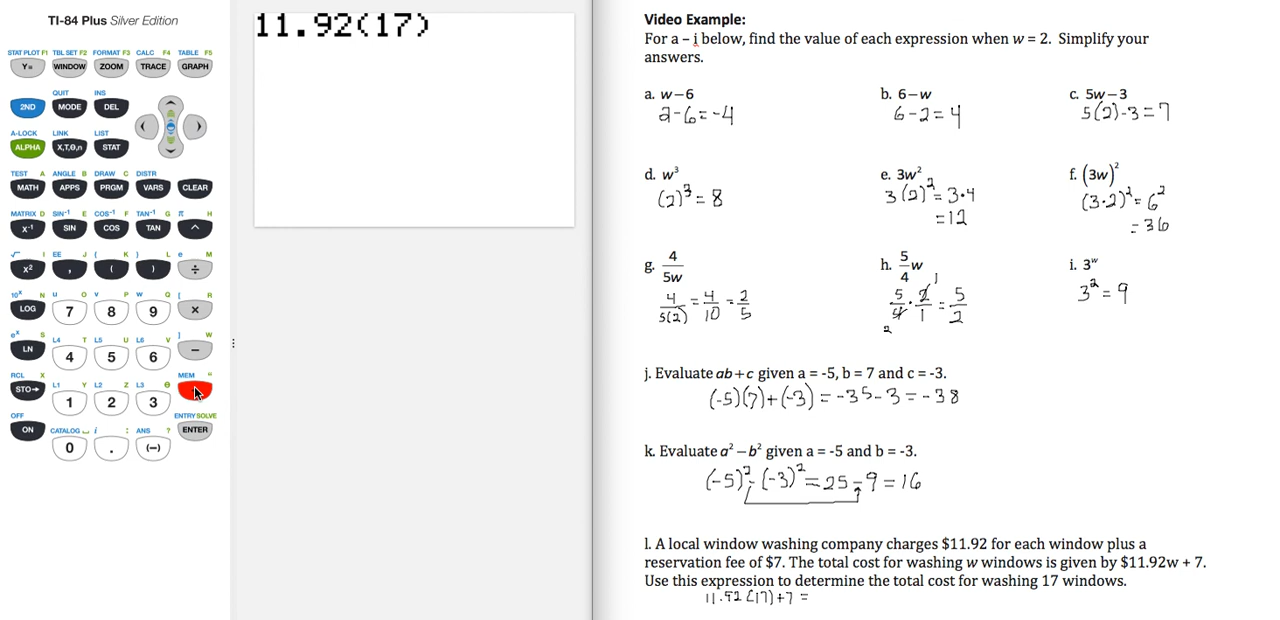 TI-84 Plus Silver Edition
STAT PLOT F1 TBL SET F2 FORMAT F3 CALC F4 TABLE F5
Y= WINDOW ZOOM TRACE GRAPH
QUIT INS
2ND MODE DEL
A-LOCK LINK LIST
ALPHA X,T,Θ,n STAT
TEST A ANGLE B DRAW C DISTR
MATH APPS PRGM VARS CLEAR
MATRIX D SIN⁻¹ E COS⁻¹ F TAN⁻¹ G π H
X⁻¹ SIN COS TAN ^
√ I EE J { K } L e M
X² , ( ) ÷
10ˣ N u O v P w Q [ R
LOG 7 8 9 ×
eˣ S L4 T L5 U L6 V ] W
LN 4 5 6 −
RCL X L1 Y L2 Z L3 θ MEM "
STO→ 1 2 3
OFF CATALOG ⎵ i : ANS ? ENTRY SOLVE
ON 0 . (−) ENTER
11.92(17)
Video Example:
For a – i below, find the value of each expression when w = 2. Simplify your
answers.
a. w−6 b. 6−w c. 5w−3
2-6=-4 6-2=4 5(2)-3=7
d. w³ e. 3w² f. (3w)²
(2)³=8 3(2)²=3·4 (3·2)²=6²
=12 =36
g. 4/5w h. 5/4 w i. 3ʷ
4/5(2) = 4/10 = 2/5 5/4 2 · 2/1 1 = 5/2 3²=9
j. Evaluate ab+c given a = -5, b = 7 and c = -3.
(-5)(7)+(-3)=-35-3=-38
k. Evaluate a² −b² given a = -5 and b = -3.
(-5)²-(-3)²=25-9=16
l. A local window washing company charges $11.92 for each window plus a
reservation fee of $7. The total cost for washing w windows is given by $11.92w + 7.
Use this expression to determine the total cost for washing 17 windows.
11.92(17)+7=